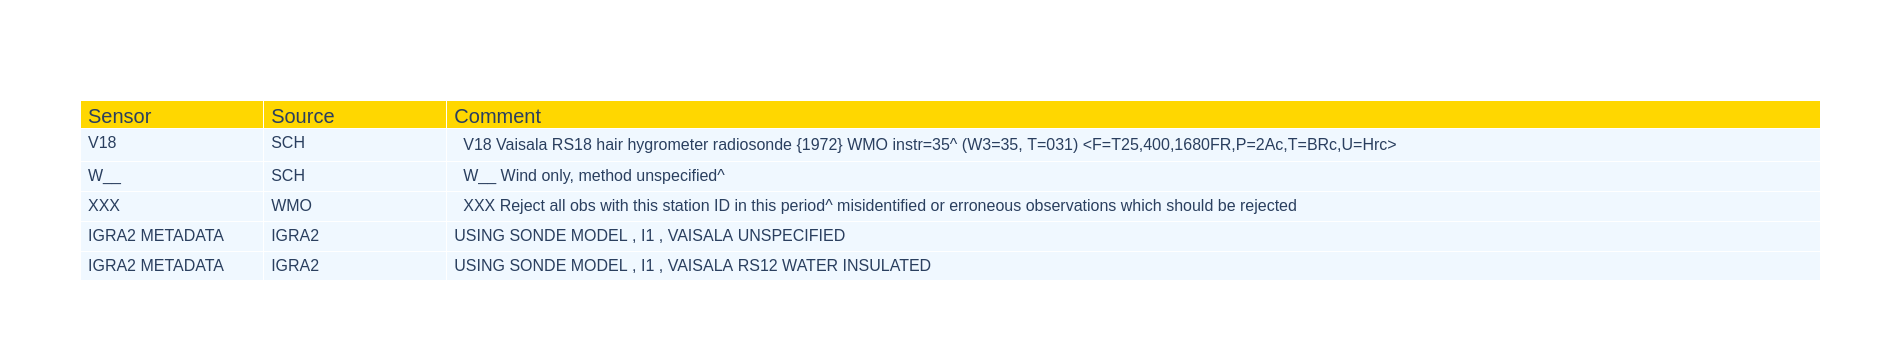 Sensor Source Comment
V18 SCH V18 Vaisala RS18 hair hygrometer radiosonde {1972} WMO instr=35^ (W3=35, T=031) <F=T25,400,1680FR,P=2Ac,T=BRc,U=Hrc>
W__ SCH W__ Wind only, method unspecified^
XXX WMO XXX Reject all obs with this station ID in this period^ misidentified or erroneous observations which should be rejected
IGRA2 METADATA IGRA2 USING SONDE MODEL , I1 , VAISALA UNSPECIFIED
IGRA2 METADATA IGRA2 USING SONDE MODEL , I1 , VAISALA RS12 WATER INSULATED